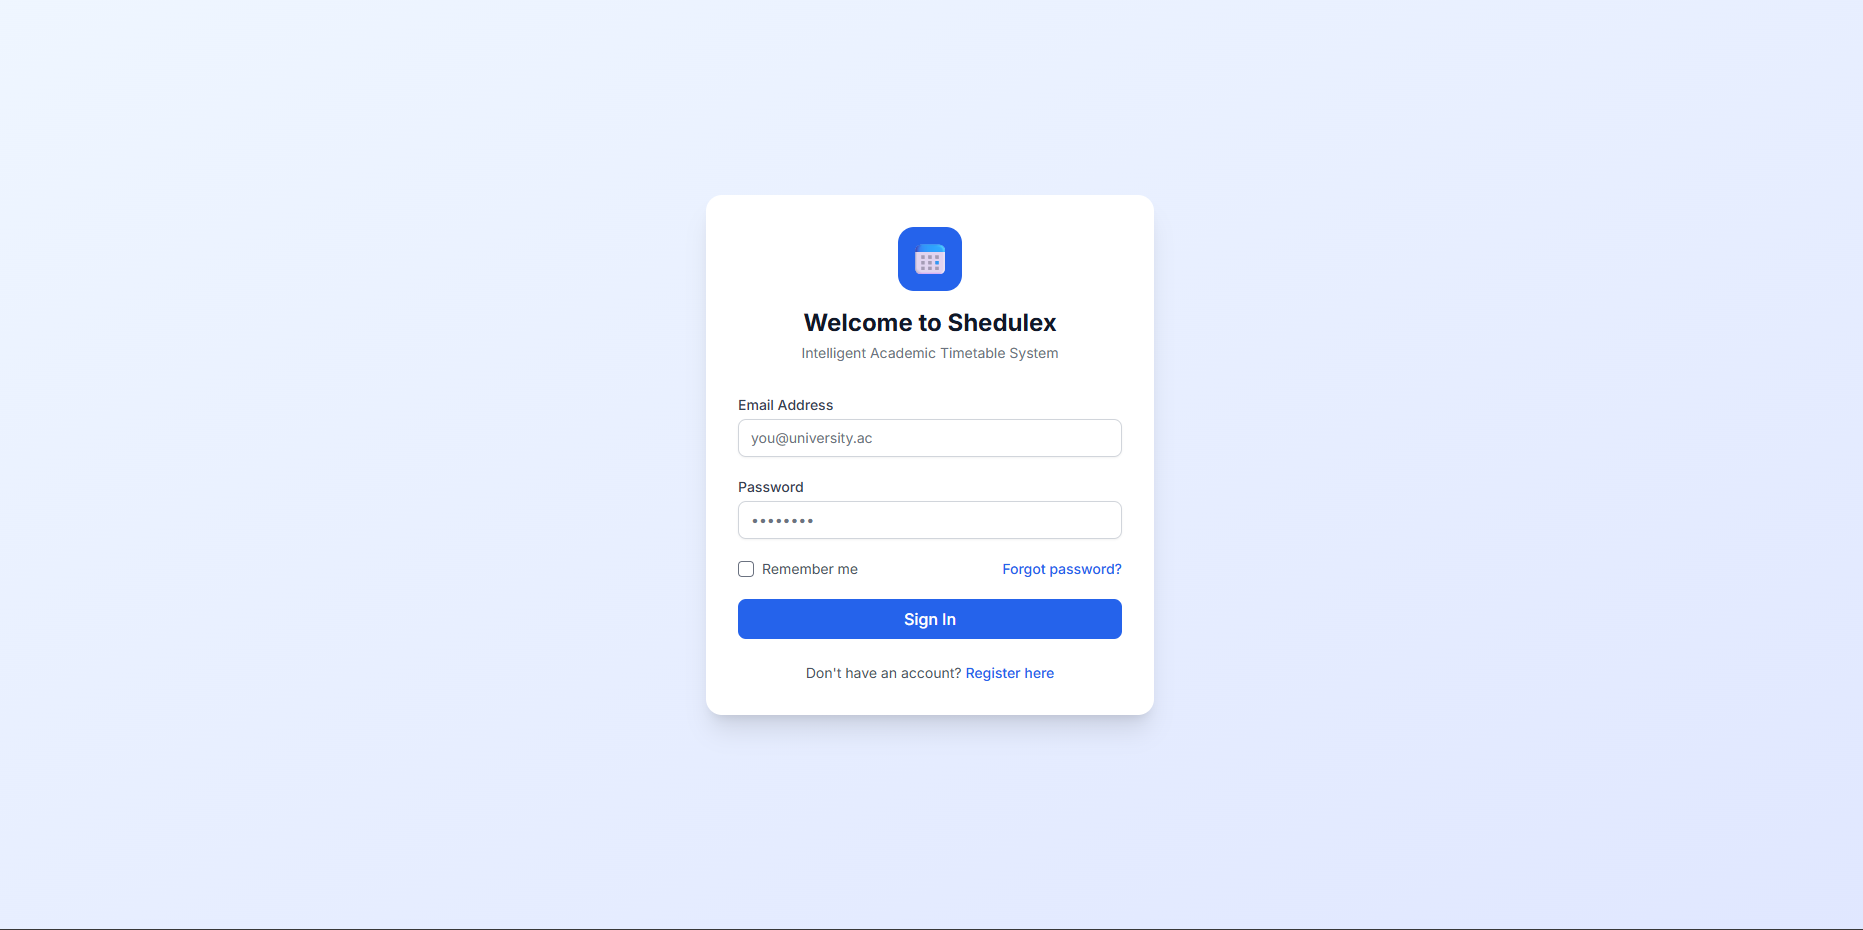 Welcome to Shedulex
Intelligent Academic Timetable System
Email Address
you@university.ac
Password
••••••••
Remember me
Forgot password?
Sign In
Don't have an account? Register here